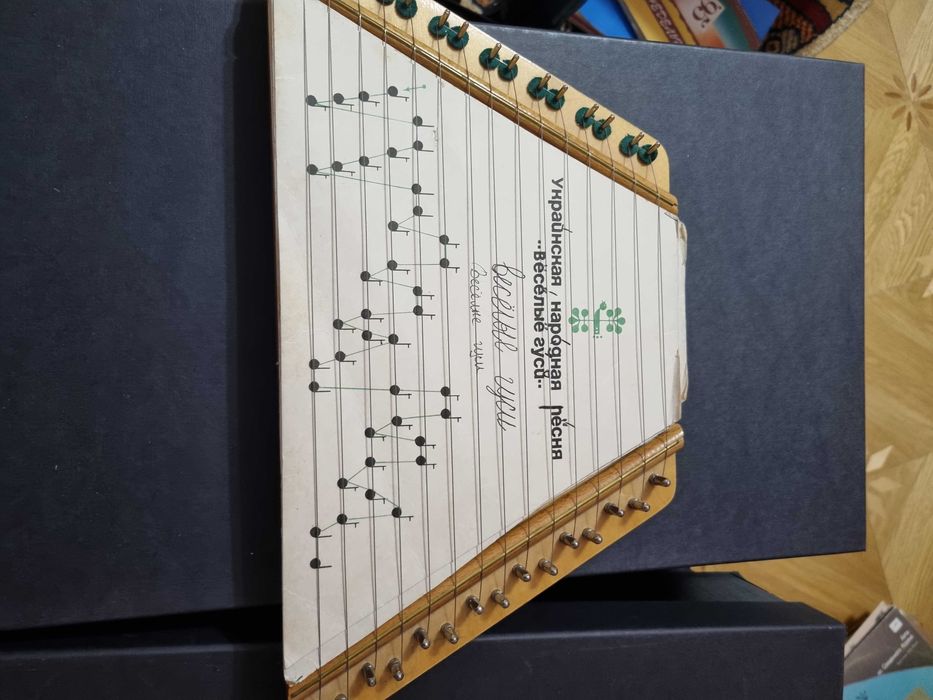 Украинская народная песня
„Весёлые гуси"
весёлые гуси
весёлые гуси